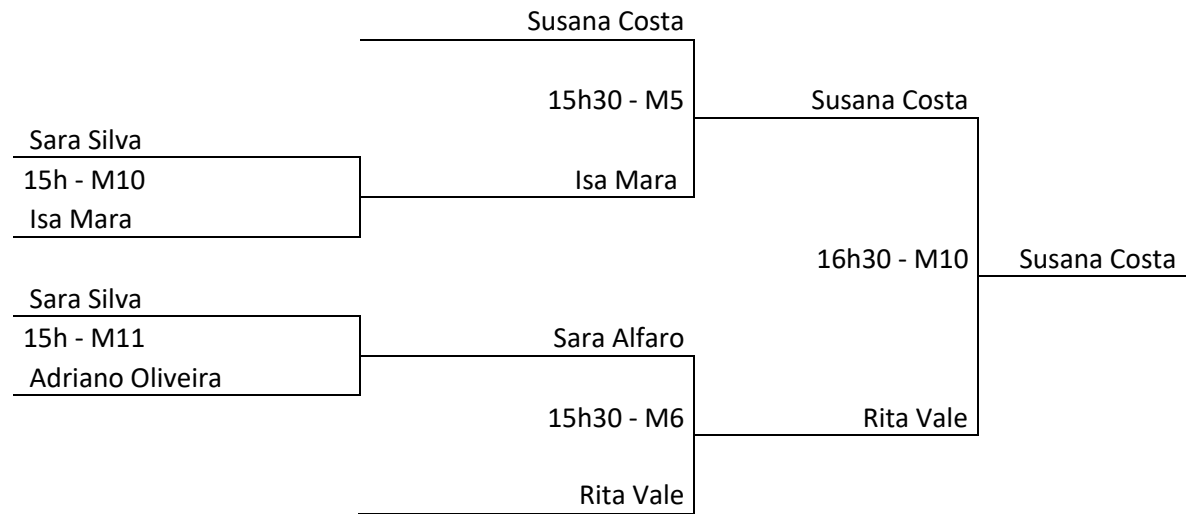 Susana Costa
15h30 - M5
Susana Costa
Sara Silva
15h - M10
Isa Mara
Isa Mara
16h30 - M10
Susana Costa
Sara Silva
15h - M11
Sara Alfaro
Adriano Oliveira
15h30 - M6
Rita Vale
Rita Vale